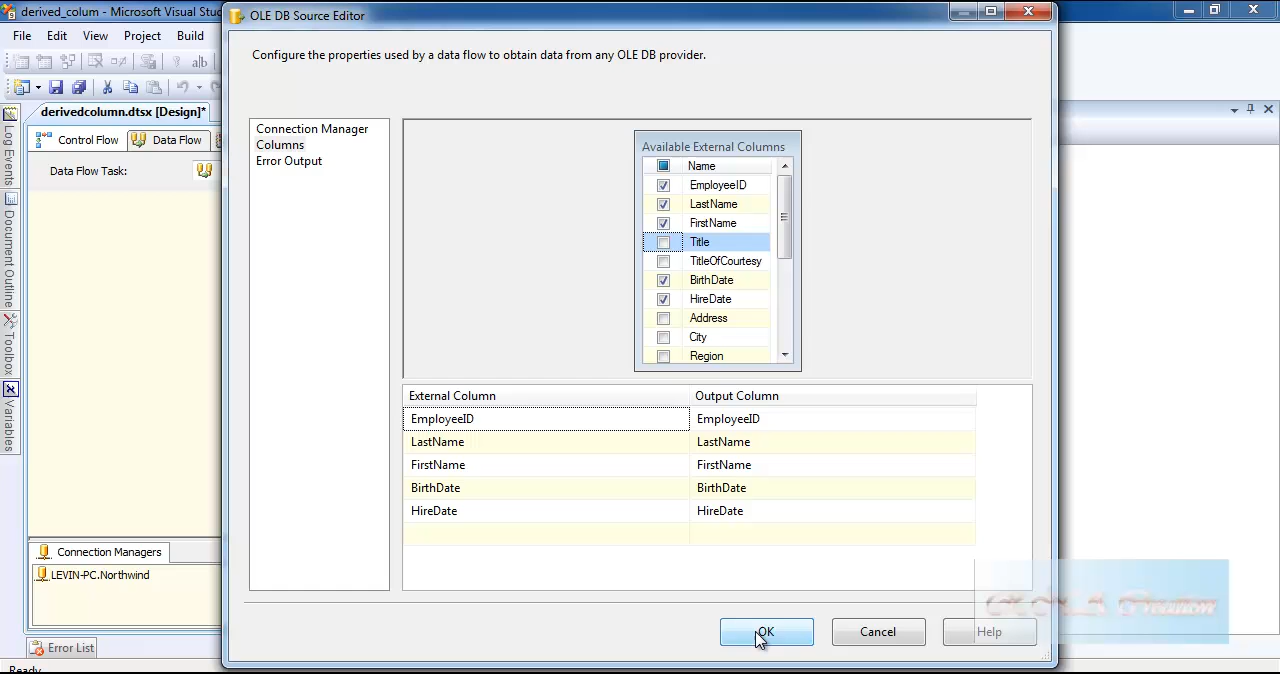 derived_colum - Microsoft Visual Stu
OLE DB Source Editor
File Edit View Project Build
Configure the properties used by a data flow to obtain data from any OLE DB provider.
derivedcolumn.dtsx [Design]*
Control Flow
Data Flow
Data Flow Task:
Log Events
Document Outline
Toolbox
Variables
Connection Manager
Columns
Error Output
Available External Columns
Name
EmployeeID
LastName
FirstName
Title
TitleOfCourtesy
BirthDate
HireDate
Address
City
Region
External Column Output Column
EmployeeID EmployeeID
LastName LastName
FirstName FirstName
BirthDate BirthDate
HireDate HireDate
Connection Managers
LEVIN-PC.Northwind
OK Cancel Help
Creation
Error List
Ready